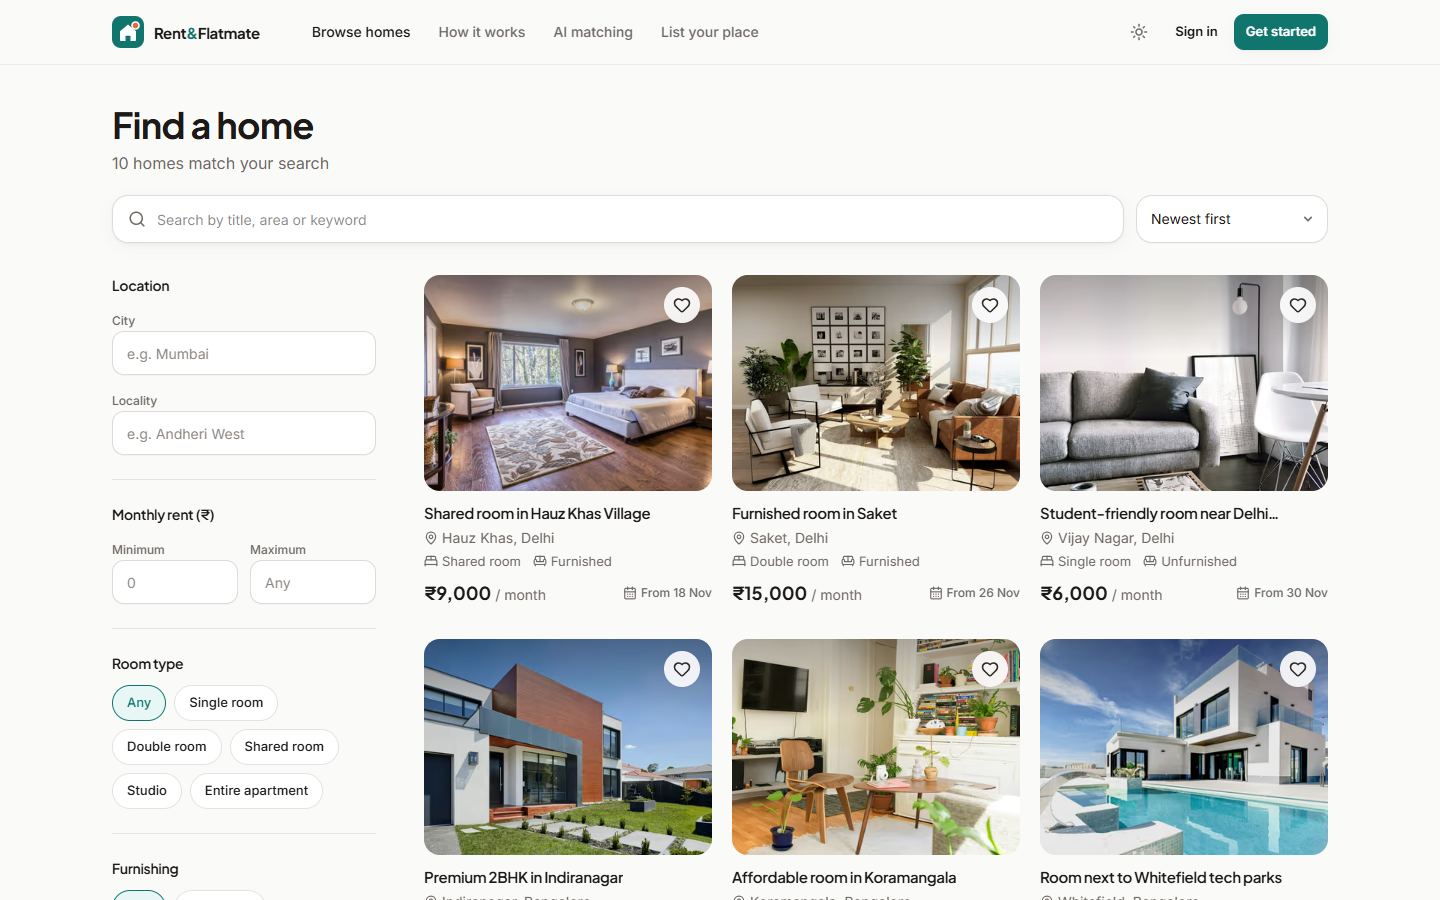 Rent&Flatmate
Browse homes
How it works
AI matching
List your place
Sign in
Get started
Find a home
10 homes match your search
Search by title, area or keyword
Newest first
Location
City
e.g. Mumbai
Locality
e.g. Andheri West
Monthly rent (₹)
Minimum
Maximum
0
Any
Room type
Any
Single room
Double room
Shared room
Studio
Entire apartment
Furnishing
Shared room in Hauz Khas Village
Hauz Khas, Delhi
Shared room
Furnished
₹9,000 / month
From 18 Nov
Furnished room in Saket
Saket, Delhi
Double room
Furnished
₹15,000 / month
From 26 Nov
Student-friendly room near Delhi...
Vijay Nagar, Delhi
Single room
Unfurnished
₹6,000 / month
From 30 Nov
Premium 2BHK in Indiranagar
Indiranagar, Bangalore
Affordable room in Koramangala
Koramangala, Bangalore
Room next to Whitefield tech parks
Whitefield, Bangalore